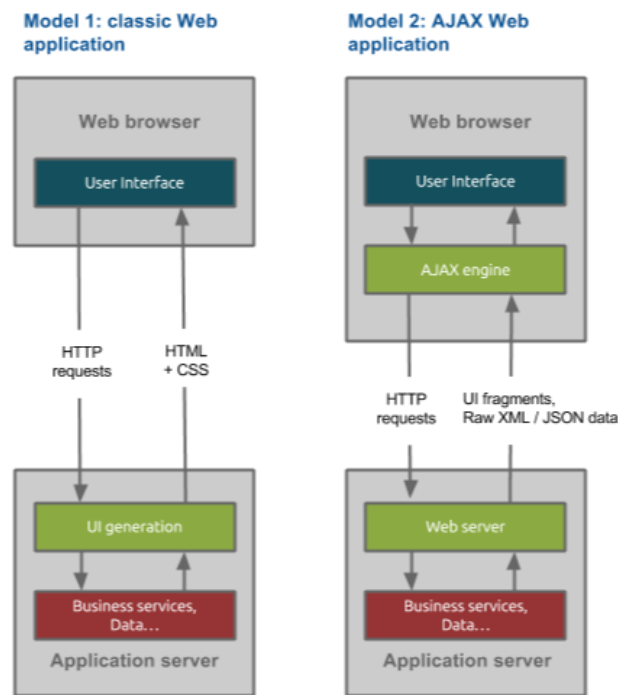 Model 1: classic Web
application
Web browser
User Interface
HTTP
requests
HTML
+ CSS
UI generation
Business services,
Data...
Application server
Model 2: AJAX Web
application
Web browser
User Interface
AJAX engine
HTTP
requests
UI fragments,
Raw XML / JSON data
Web server
Business services,
Data...
Application server